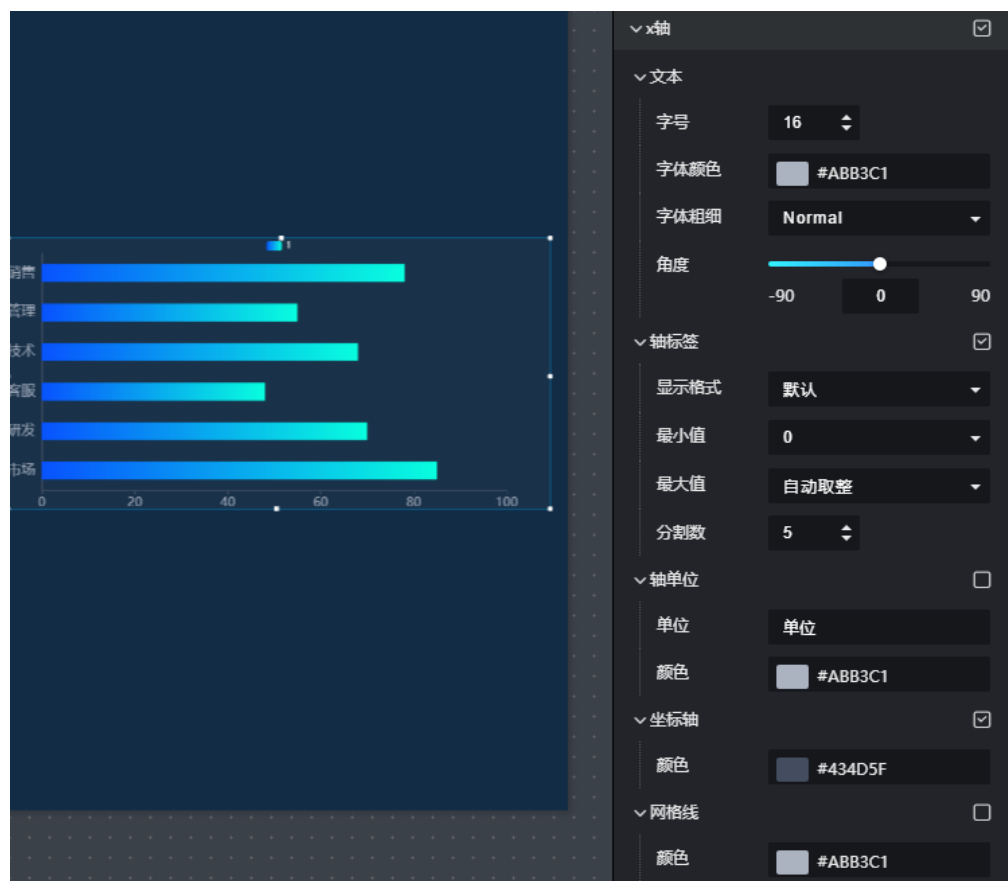 x轴
文本
字号 16
字体颜色 #ABB3C1
字体粗细 Normal
角度
-90 0 90
轴标签
显示格式 默认
最小值 0
最大值 自动取整
分割数 5
轴单位
单位 单位
颜色 #ABB3C1
坐标轴
颜色 #434D5F
网格线
颜色 #ABB3C1
1
销售
管理
技术
客服
研发
市场
0 20 40 60 80 100